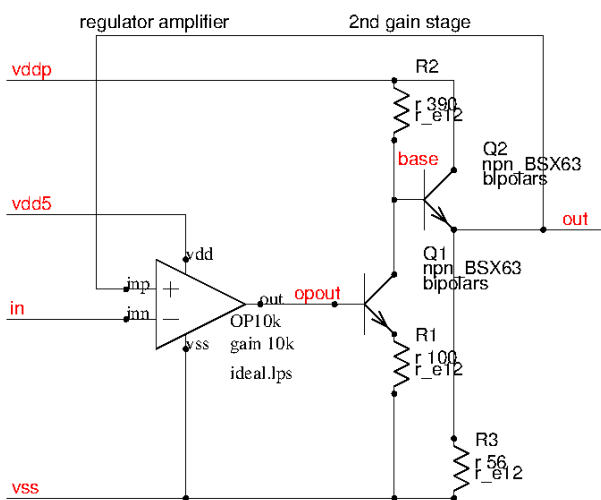 regulator amplifier
2nd gain stage
vddp
R2
r 390
r_e12
base
Q2
npn_BSX63
bipolars
vdd5
out
vdd
Q1
npn_BSX63
bipolars
inp
out
opout
in
inn
OP10k
gain 10k
ideal.lps
vss
R1
r 100
r_e12
R3
r 56
r_e12
vss